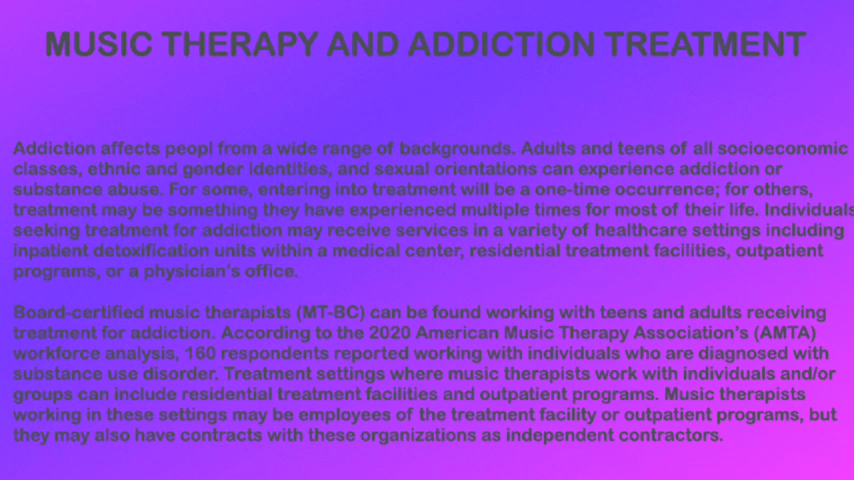 MUSIC THERAPY AND ADDICTION TREATMENT
Addiction affects peopl from a wide range of backgrounds. Adults and teens of all socioeconomic
classes, ethnic and gender identities, and sexual orientations can experience addiction or
substance abuse. For some, entering into treatment will be a one-time occurrence; for others,
treatment may be something they have experienced multiple times for most of their life. Individuals
seeking treatment for addiction may receive services in a variety of healthcare settings including
inpatient detoxification units within a medical center, residential treatment facilities, outpatient
programs, or a physician's office.
Board-certified music therapists (MT-BC) can be found working with teens and adults receiving
treatment for addiction. According to the 2020 American Music Therapy Association's (AMTA)
workforce analysis, 160 respondents reported working with individuals who are diagnosed with
substance use disorder. Treatment settings where music therapists work with individuals and/or
groups can include residential treatment facilities and outpatient programs. Music therapists
working in these settings may be employees of the treatment facility or outpatient programs, but
they may also have contracts with these organizations as independent contractors.